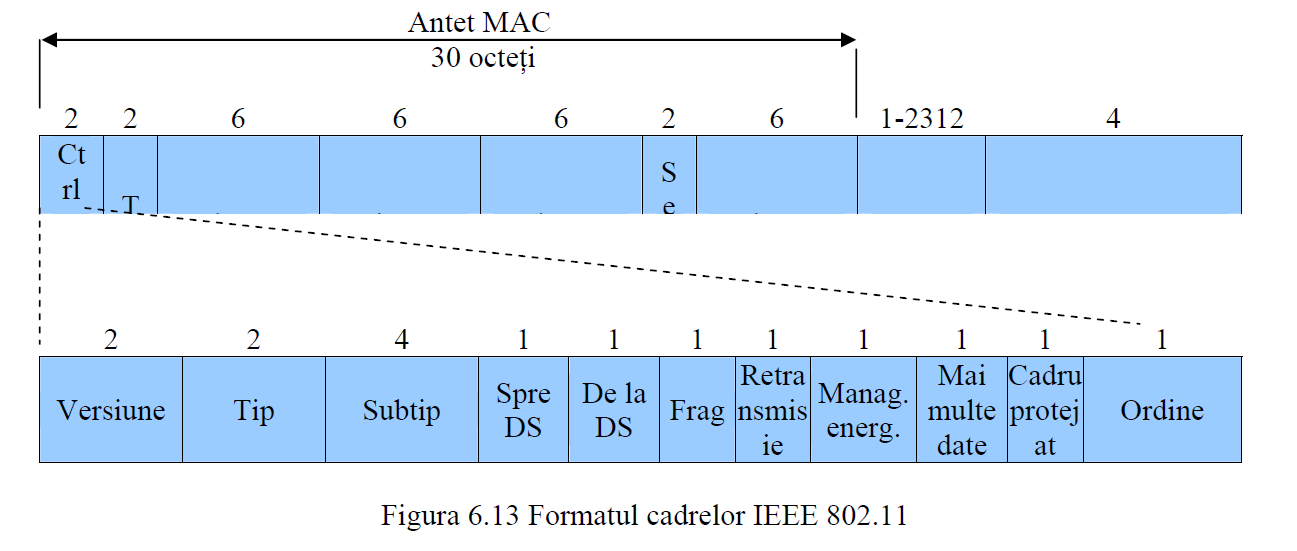 Antet MAC
30 octeți
2 2 6 6 6 2 6 1-2312 4
Ct
rl
T
S
e
2 2 4 1 1 1 1 1 1 1 1
Versiune
Tip
Subtip
Spre
DS
De la
DS
Frag
Retra
nsmis
ie
Manag.
energ.
Mai
multe
date
Cadru
protej
at
Ordine
Figura 6.13 Formatul cadrelor IEEE 802.11